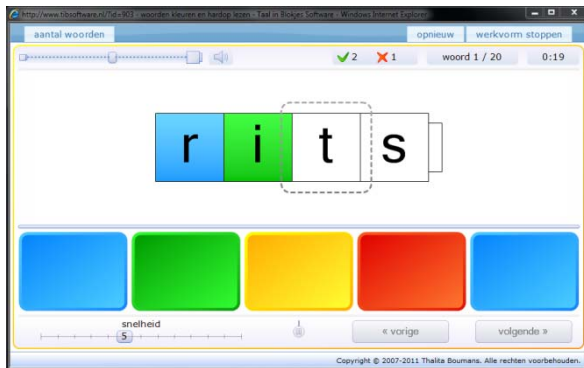 http://www.tibsoftware.nl/?id=903 - woorden kleuren en hardop lezen - Taal in Blokjes Software - Windows Internet Explorer
aantal woorden
opnieuw
werkvorm stoppen
2
1
woord 1 / 20
0:19
r i t s
snelheid
5
« vorige
volgende »
Copyright © 2007-2011 Thalita Boumans. Alle rechten voorbehouden.